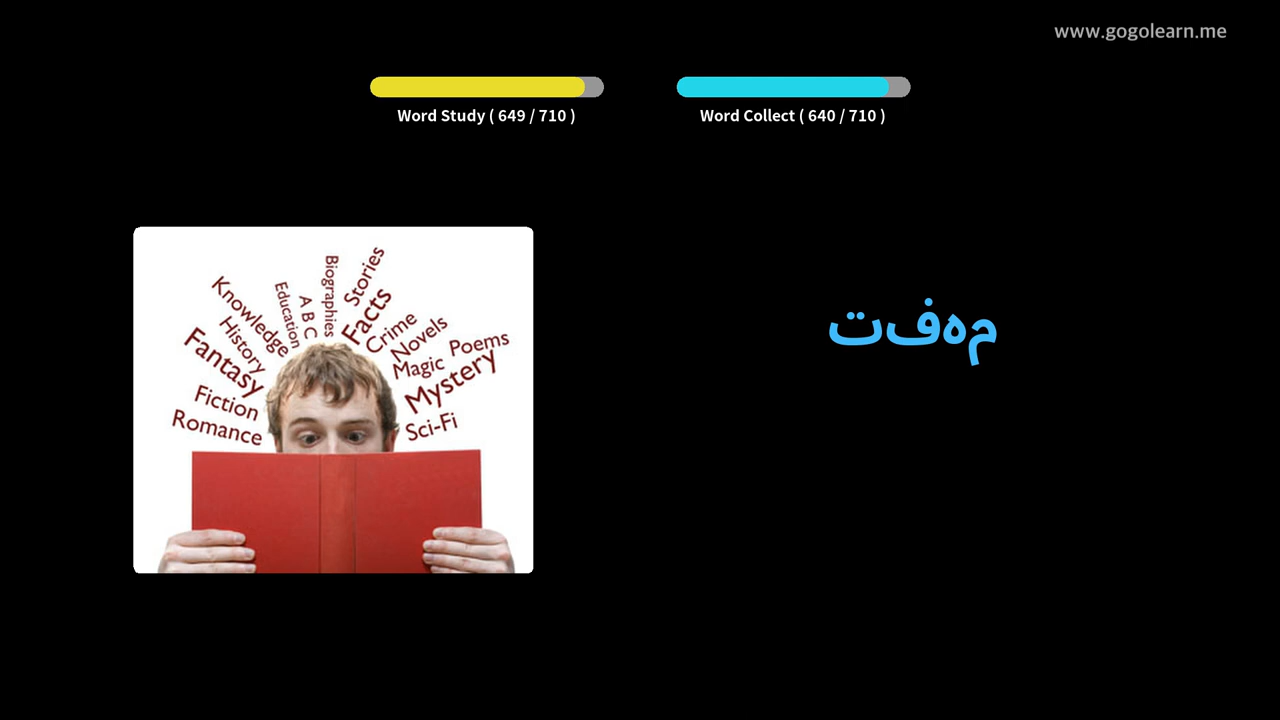 www.gogolearn.me
Word Study ( 649 / 710 )
Word Collect ( 640 / 710 )
Romance
Fiction
Fantasy
History
Knowledge
Education
A B C
Biographies
Stories
Facts
Crime
Novels
Magic
Poems
Mystery
Sci-Fi
مهفت